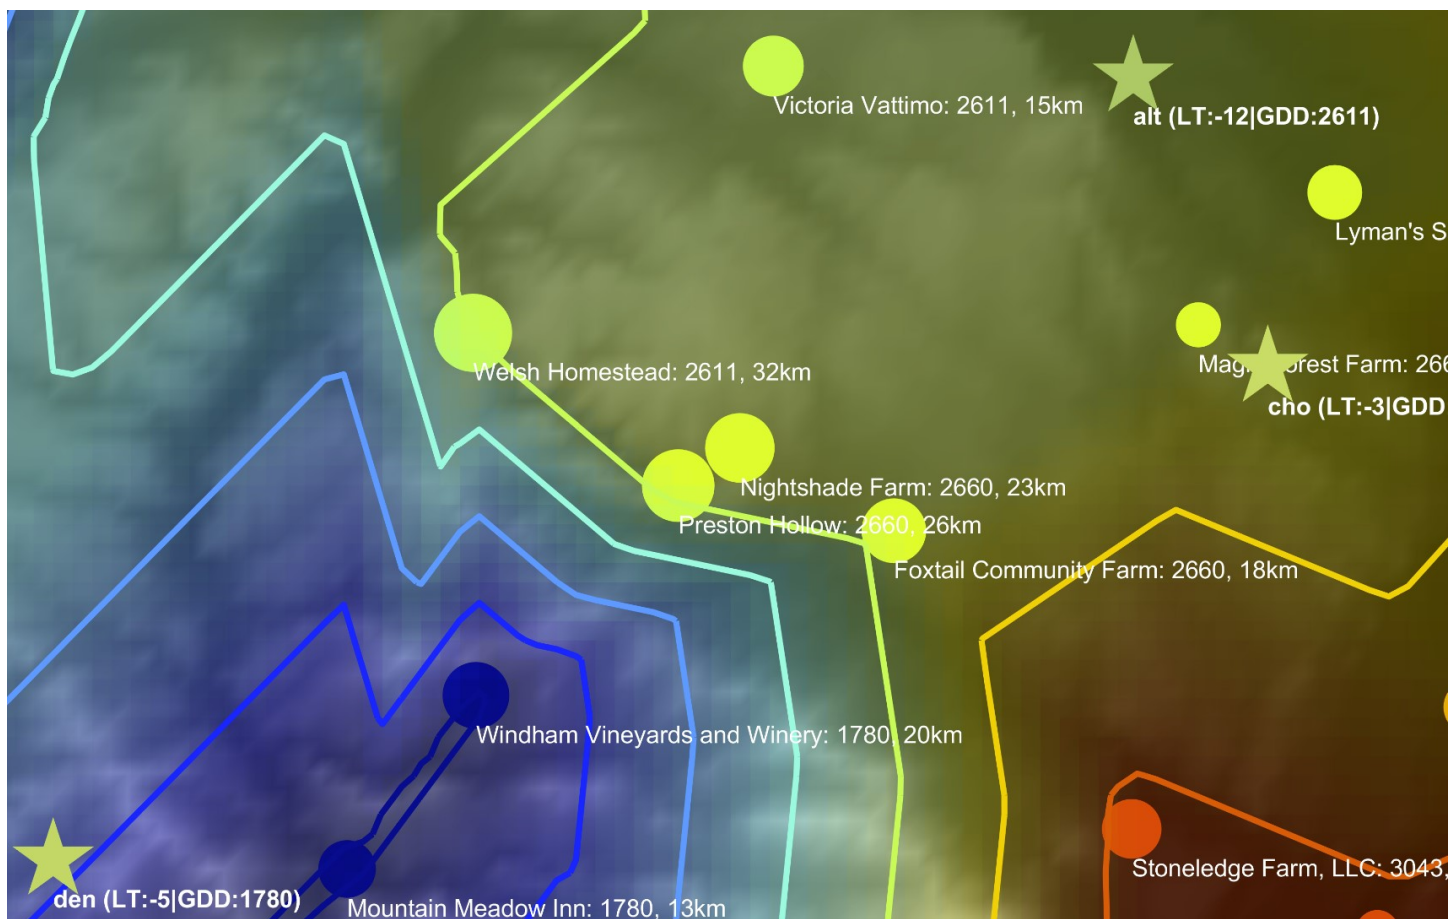 Victoria Vattimo: 2611, 15km
alt (LT:-12|GDD:2611)
Lyman's S
Welsh Homestead: 2611, 32km
Mag orest Farm: 266
cho (LT:-3|GDD
Nightshade Farm: 2660, 23km
Preston Hollow: 2660, 26km
Foxtail Community Farm: 2660, 18km
Windham Vineyards and Winery: 1780, 20km
Stoneledge Farm, LLC: 3043,
den (LT:-5|GDD:1780)
Mountain Meadow Inn: 1780, 13km